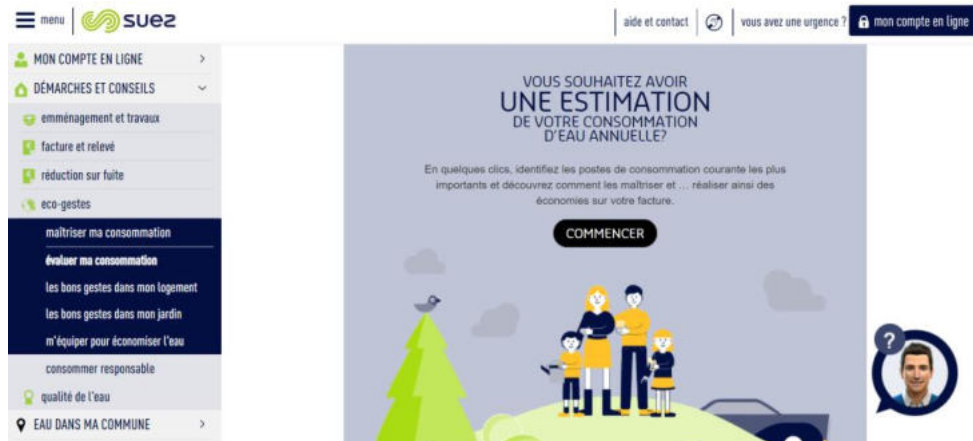 menu
suez
aide et contact
vous avez une urgence ?
mon compte en ligne
MON COMPTE EN LIGNE
DÉMARCHES ET CONSEILS
emménagement et travaux
facture et relevé
réduction sur fuite
eco-gestes
maîtriser ma consommation
évaluer ma consommation
les bons gestes dans mon logement
les bons gestes dans mon jardin
m'équiper pour économiser l'eau
consommer responsable
qualité de l'eau
EAU DANS MA COMMUNE
VOUS SOUHAITEZ AVOIR
UNE ESTIMATION
DE VOTRE CONSOMMATION
D'EAU ANNUELLE?
En quelques clics, identifiez les postes de consommation courante les plus
importants et découvrez comment les maîtriser et … réaliser ainsi des
économies sur votre facture.
COMMENCER
?